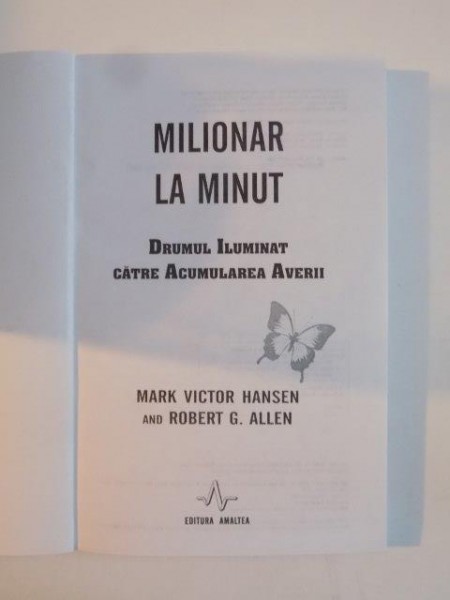 MILIONAR
LA MINUT
DRUMUL ILUMINAT
CĂTRE ACUMULAREA AVERII
MARK VICTOR HANSEN
AND ROBERT G. ALLEN
EDITURA AMALTEA